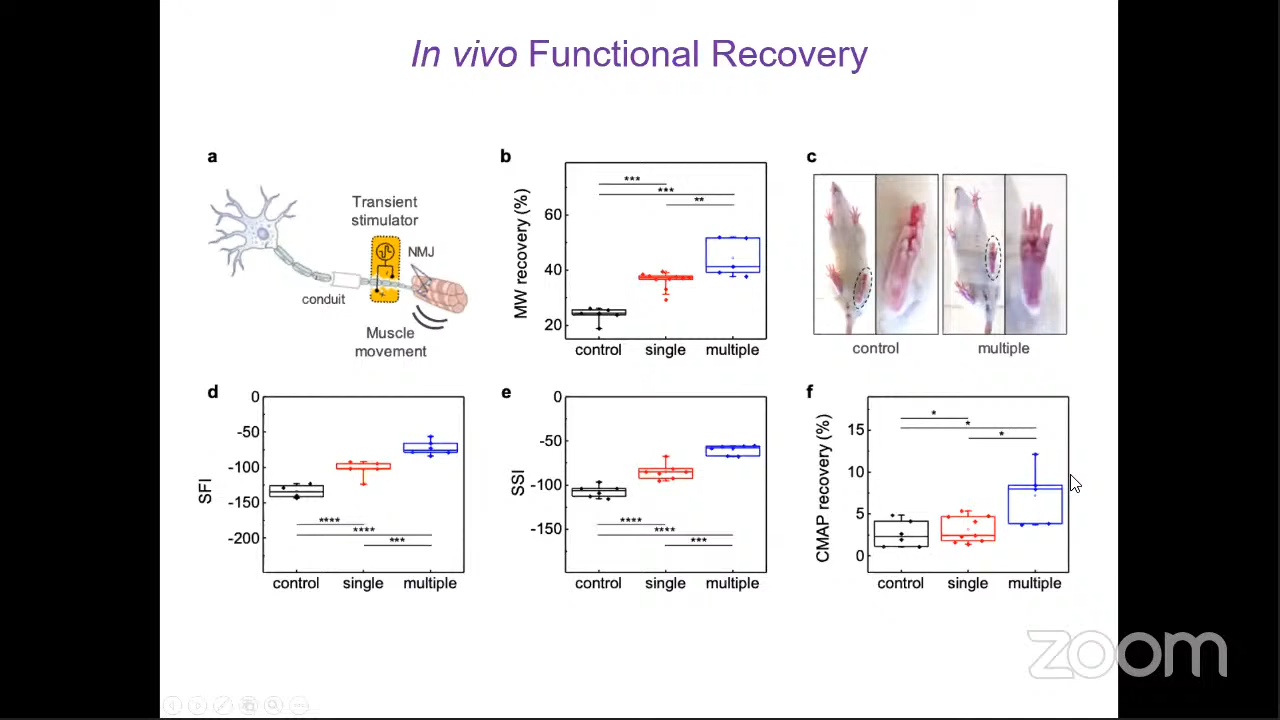 In vivo Functional Recovery
a
Transient
stimulator
NMJ
conduit
Muscle
movement
b
MW recovery (%)
60
40
20
***
***
**
control single multiple
c
control multiple
d
SFI
0
-50
-100
-150
-200
****
****
***
control single multiple
e
SSI
0
-50
-100
-150
****
****
***
control single multiple
f
CMAP recovery (%)
15
10
5
0
*
*
*
control single multiple
zoom